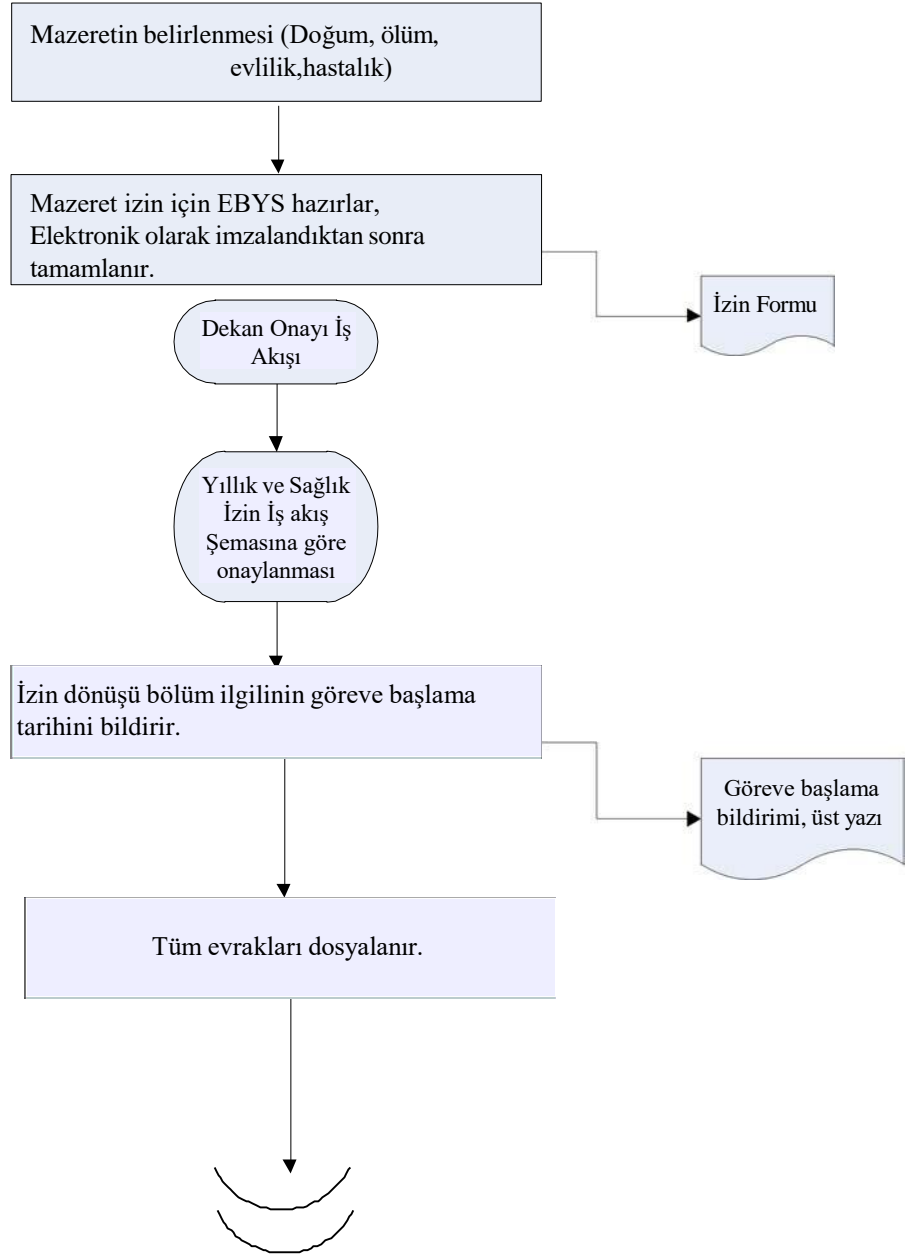 Mazeretin belirlenmesi (Doğum, ölüm,
evlilik,hastalık)
Mazeret izin için EBYS hazırlar,
Elektronik olarak imzalandıktan sonra
tamamlanır.
İzin Formu
Dekan Onayı İş
Akışı
Yıllık ve Sağlık
İzin İş akış
Şemasına göre
onaylanması
İzin dönüşü bölüm ilgilinin göreve başlama
tarihini bildirir.
Göreve başlama
bildirimi, üst yazı
Tüm evrakları dosyalanır.